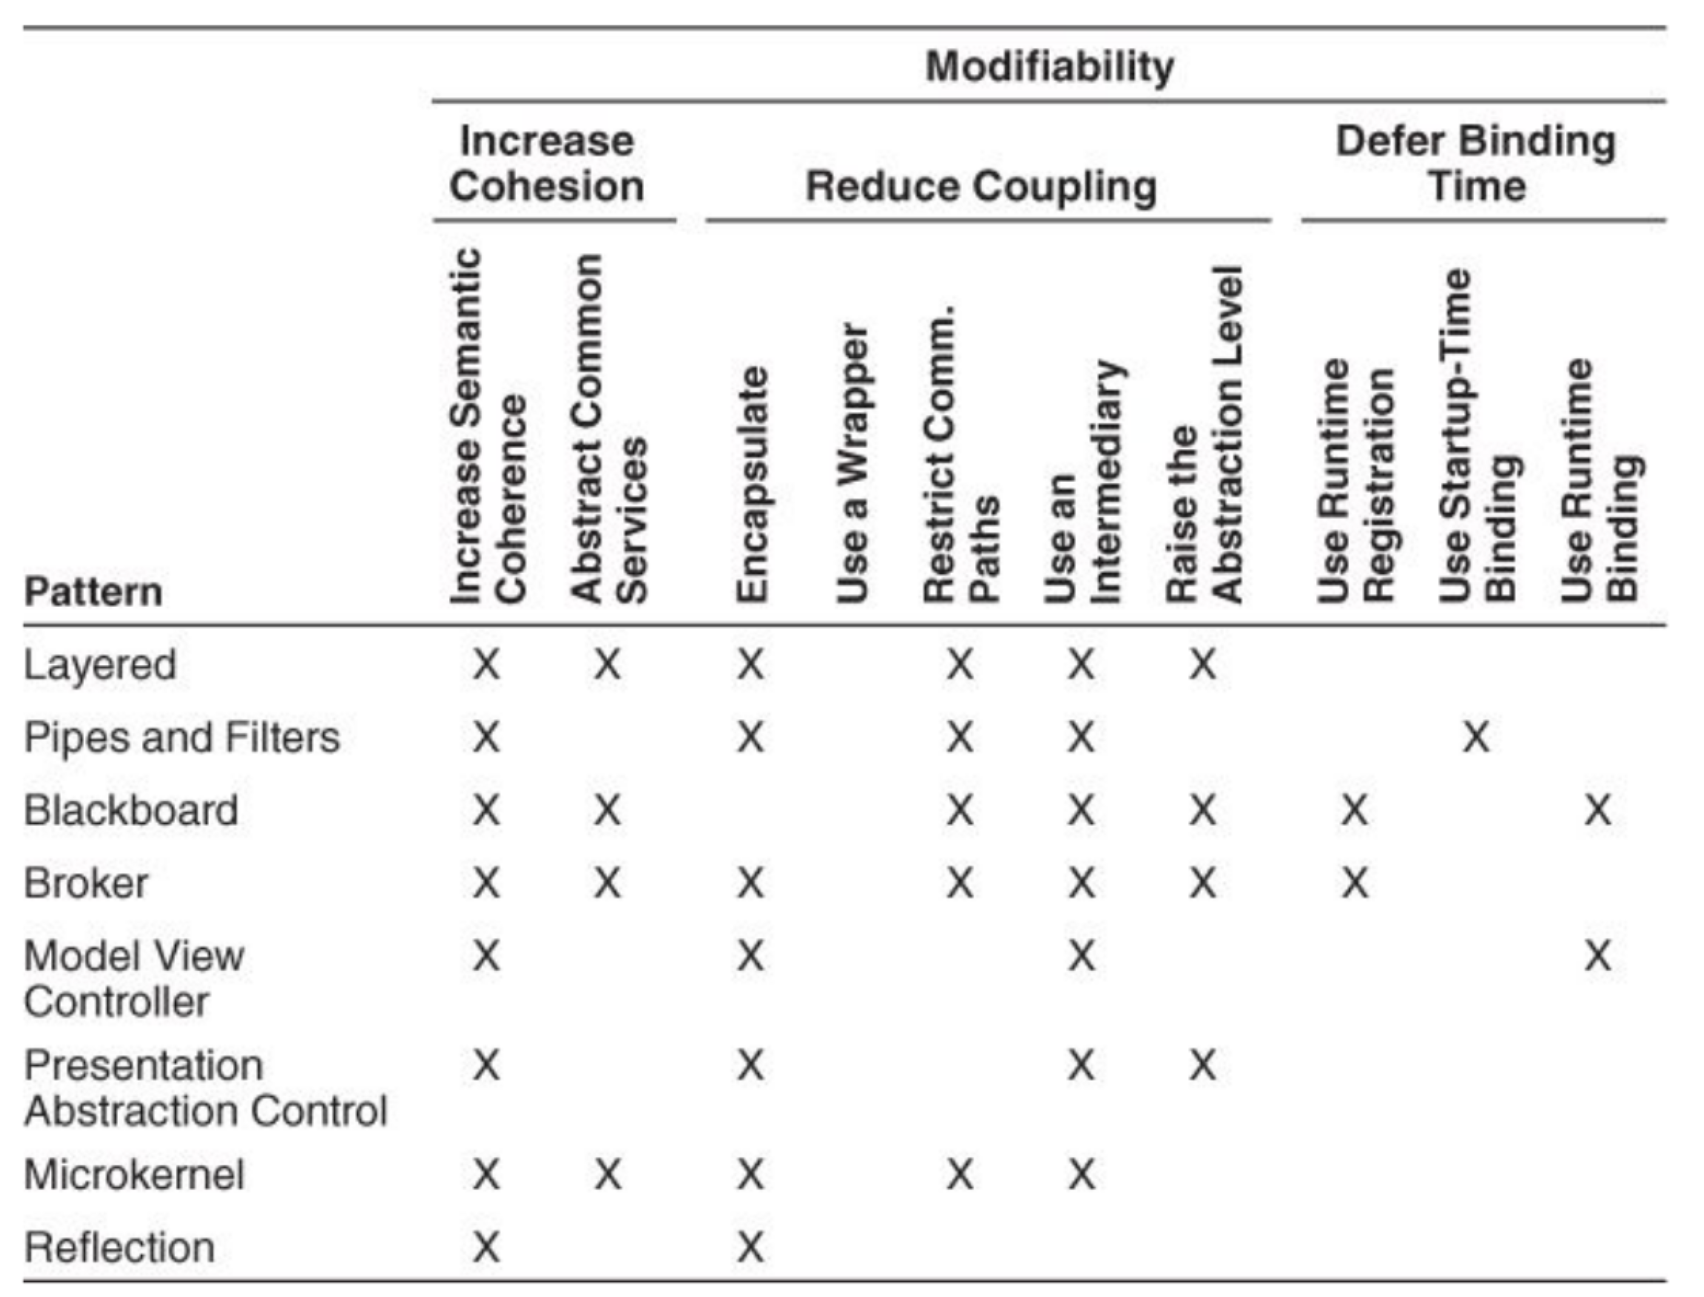 Modifiability
Increase
Cohesion
Reduce Coupling
Defer Binding
Time
Pattern
Increase Semantic
Coherence
Abstract Common
Services
Encapsulate
Use a Wrapper
Restrict Comm.
Paths
Use an
Intermediary
Raise the
Abstraction Level
Use Runtime
Registration
Use Startup-Time
Binding
Use Runtime
Binding
Layered X X X X X X
Pipes and Filters X X X X X
Blackboard X X X X X X X
Broker X X X X X X X
Model View X X X X
Controller
Presentation X X X X
Abstraction Control
Microkernel X X X X X
Reflection X X